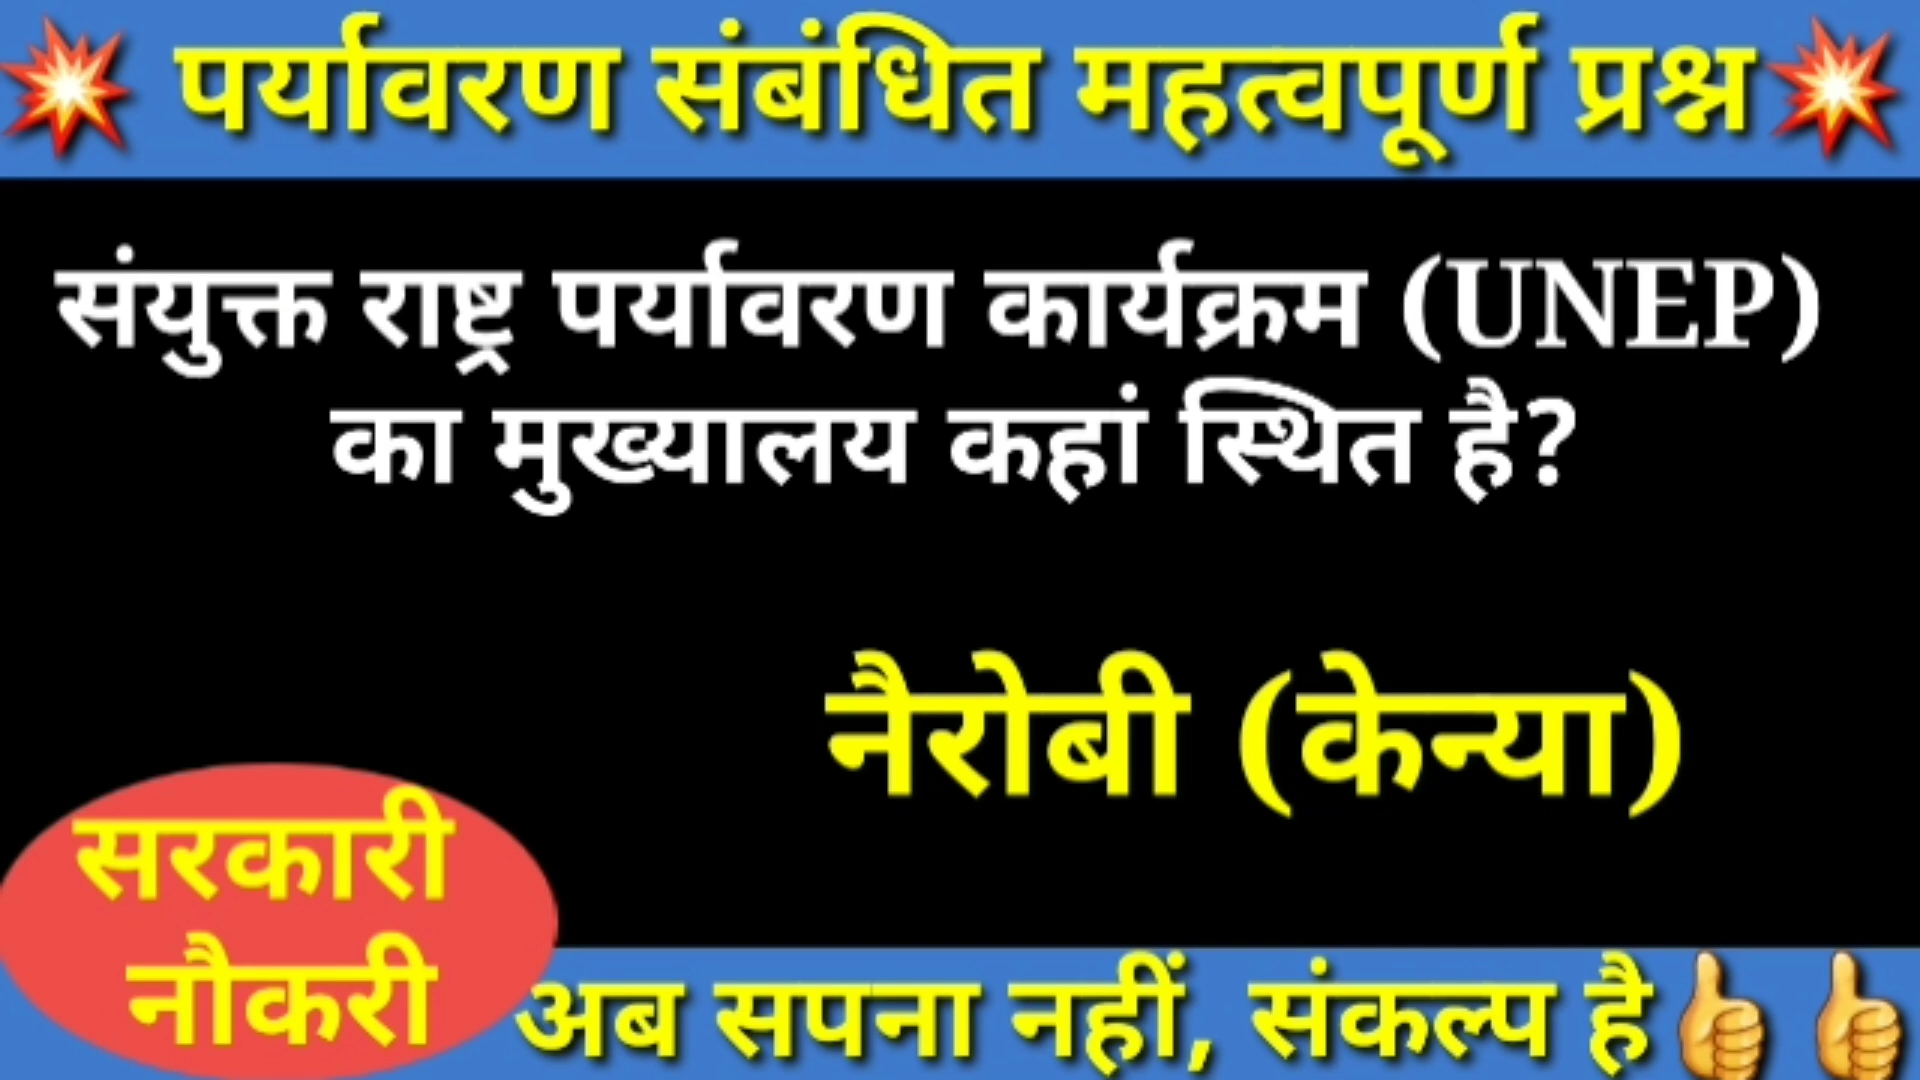 💥 पर्यावरण संबंधित महत्वपूर्ण प्रश्न💥
संयुक्त राष्ट्र पर्यावरण कार्यक्रम (UNEP)
का मुख्यालय कहां स्थित है?
नैरोबी (केन्या)
सरकारी
नौकरी
अब सपना नहीं, संकल्प है👍👍